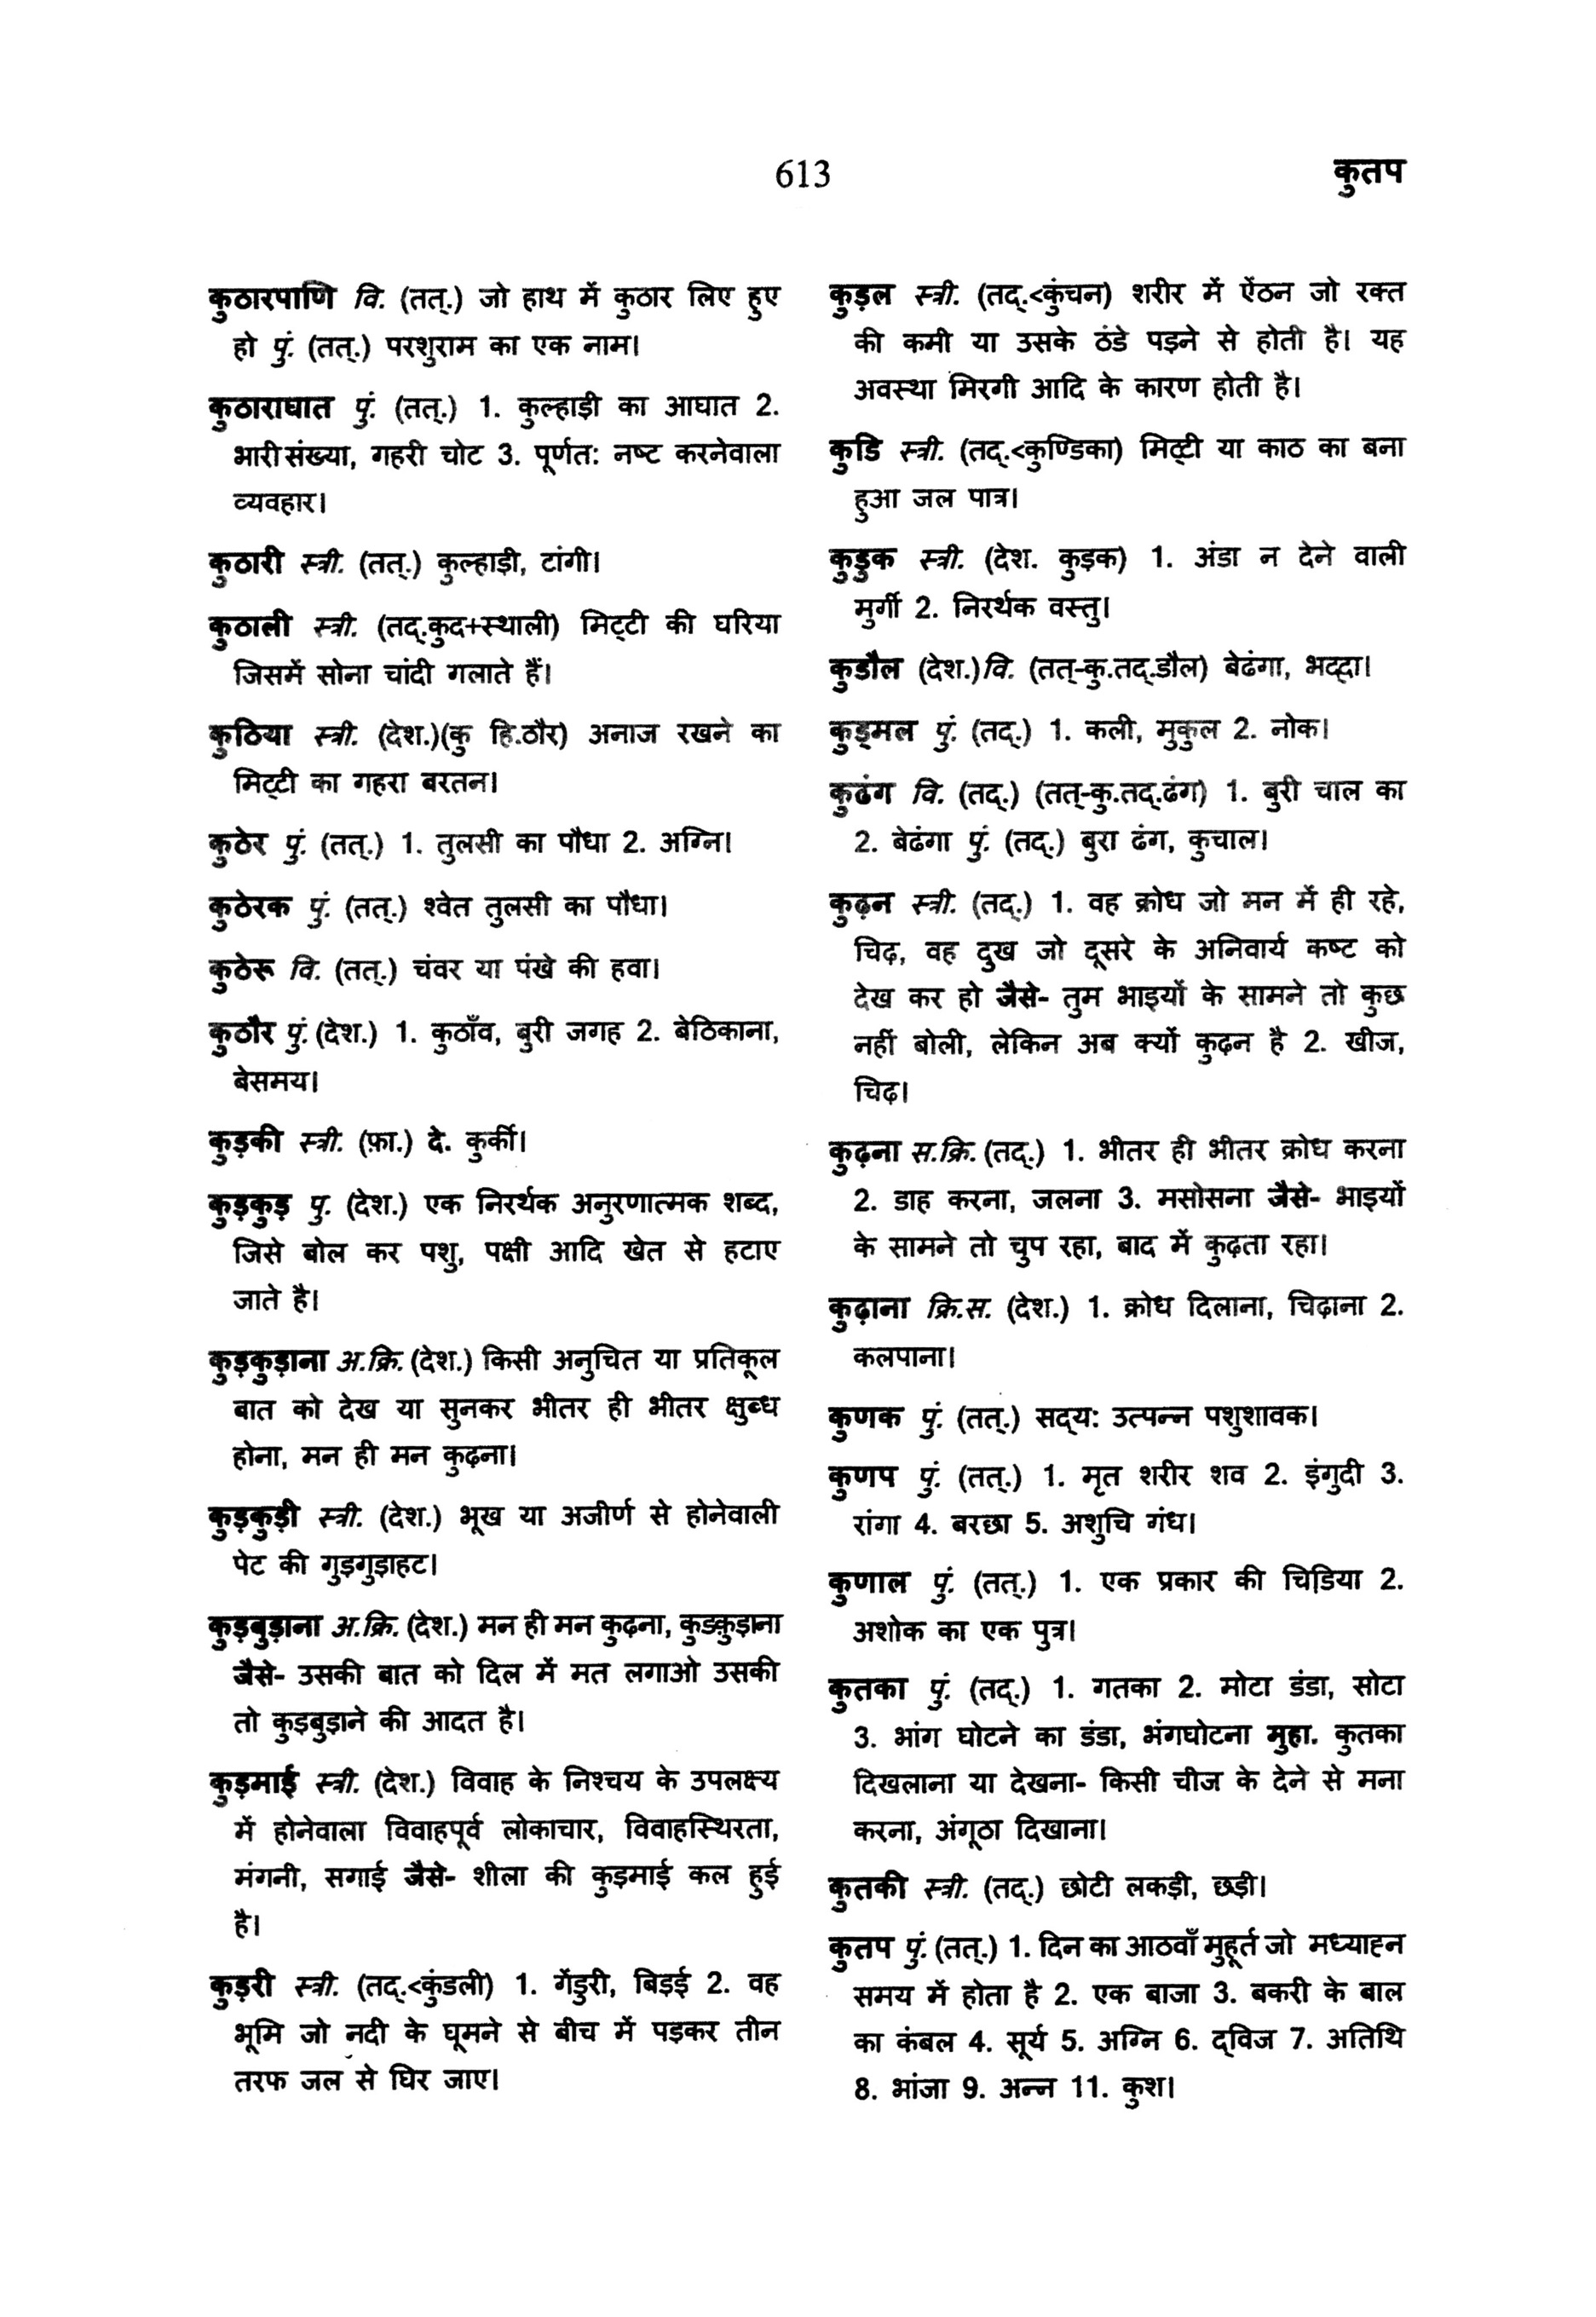 613
कुतप
कुठारपाणि वि. (तत्.) जो हाथ में कुठार लिए हुए
हो पुं. (तत्.) परशुराम का एक नाम।
कुठाराघात पुं. (तत्.) 1. कुल्हाड़ी का आघात 2.
भारी संख्या, गहरी चोट 3. पूर्णत: नष्ट करनेवाला
व्यवहार।
कुठारी स्त्री. (तत्.) कुल्हाड़ी, टांगी।
कुठाली स्त्री. (तद्.कुद+स्थाली) मिट्टी की घरिया
जिसमें सोना चांदी गलाते हैं।
कुठिया स्त्री. (देश.)(कु हि.ठौर) अनाज रखने का
मिट्टी का गहरा बरतन।
कुठेर पुं. (तत्.) 1. तुलसी का पौधा 2. अग्नि।
कुठेरक पुं. (तत्.) श्वेत तुलसी का पौधा।
कुठेरू वि. (तत्.) चंवर या पंखे की हवा।
कुठौर पुं. (देश.) 1. कुठाँव, बुरी जगह 2. बेठिकाना,
बेसमय।
कुड़की स्त्री. (फ़ा.) दे. कुर्की।
कुड़कुड़ पु. (देश.) एक निरर्थक अनुरणात्मक शब्द,
जिसे बोल कर पशु, पक्षी आदि खेत से हटाए
जाते है।
कुड़कुड़ाना अ.क्रि. (देश.) किसी अनुचित या प्रतिकूल
बात को देख या सुनकर भीतर ही भीतर क्षुब्ध
होना, मन ही मन कुढ़ना।
कुड़कुड़ी स्त्री. (देश.) भूख या अजीर्ण से होनेवाली
पेट की गुड़गुड़ाहट।
कुड़बुड़ाना अ.क्रि. (देश.) मन ही मन कुढ़ना, कुड़कुड़ाना
जैसे- उसकी बात को दिल में मत लगाओ उसकी
तो कुड़बुड़ाने की आदत है।
कुड़माई स्त्री. (देश.) विवाह के निश्चय के उपलक्ष्य
में होनेवाला विवाहपूर्व लोकाचार, विवाहस्थिरता,
मंगनी, सगाई जैसे- शीला की कुड़माई कल हुई
है।
कुड़री स्त्री. (तद्.<कुंडली) 1. गेंडुरी, बिड़ई 2. वह
भूमि जो नदी के घूमने से बीच में पड़कर तीन
तरफ जल से घिर जाए।
कुड़ल स्त्री. (तद्.<कुंचन) शरीर में ऐंठन जो रक्त
की कमी या उसके ठंडे पड़ने से होती है। यह
अवस्था मिरगी आदि के कारण होती है।
कुडि स्त्री. (तद्.<कुण्डिका) मिट्टी या काठ का बना
हुआ जल पात्र।
कुडुक स्त्री. (देश. कुड़क) 1. अंडा न देने वाली
मुर्गी 2. निरर्थक वस्तु।
कुडौल (देश.)वि. (तत्-कु.तद्.डौल) बेढंगा, भद्दा।
कुड्मल पुं. (तद्.) 1. कली, मुकुल 2. नोक।
कुढंग वि. (तद्.) (तत्-कु.तद्.ढंग) 1. बुरी चाल का
2. बेढंगा पुं. (तद्.) बुरा ढंग, कुचाल।
कुढ़न स्त्री. (तद्.) 1. वह क्रोध जो मन में ही रहे,
चिढ़, वह दुख जो दूसरे के अनिवार्य कष्ट को
देख कर हो जैसे- तुम भाइयों के सामने तो कुछ
नहीं बोली, लेकिन अब क्यों कुढ़न है 2. खीज,
चिढ़।
कुढ़ना स.क्रि. (तद्.) 1. भीतर ही भीतर क्रोध करना
2. डाह करना, जलना 3. मसोसना जैसे- भाइयों
के सामने तो चुप रहा, बाद में कुढ़ता रहा।
कुढ़ाना क्रि.स. (देश.) 1. क्रोध दिलाना, चिढ़ाना 2.
कलपाना।
कुणक पुं. (तत्.) सद्य: उत्पन्न पशुशावक।
कुणप पुं. (तत्.) 1. मृत शरीर शव 2. इंगुदी 3.
रांगा 4. बरछा 5. अशुचि गंध।
कुणाल पुं. (तत्.) 1. एक प्रकार की चिडि़या 2.
अशोक का एक पुत्र।
कुतका पुं. (तद्.) 1. गतका 2. मोटा डंडा, सोटा
3. भांग घोटने का डंडा, भंगघोटना मुहा. कुतका
दिखलाना या देखना- किसी चीज के देने से मना
करना, अंगूठा दिखाना।
कुतकी स्त्री. (तद्.) छोटी लकड़ी, छड़ी।
कुतप पुं. (तत्.) 1. दिन का आठवाँ मुहूर्त जो मध्याह्न
समय में होता है 2. एक बाजा 3. बकरी के बाल
का कंबल 4. सूर्य 5. अग्नि 6. द्विज 7. अतिथि
8. भांजा 9. अन्न 11. कुश।